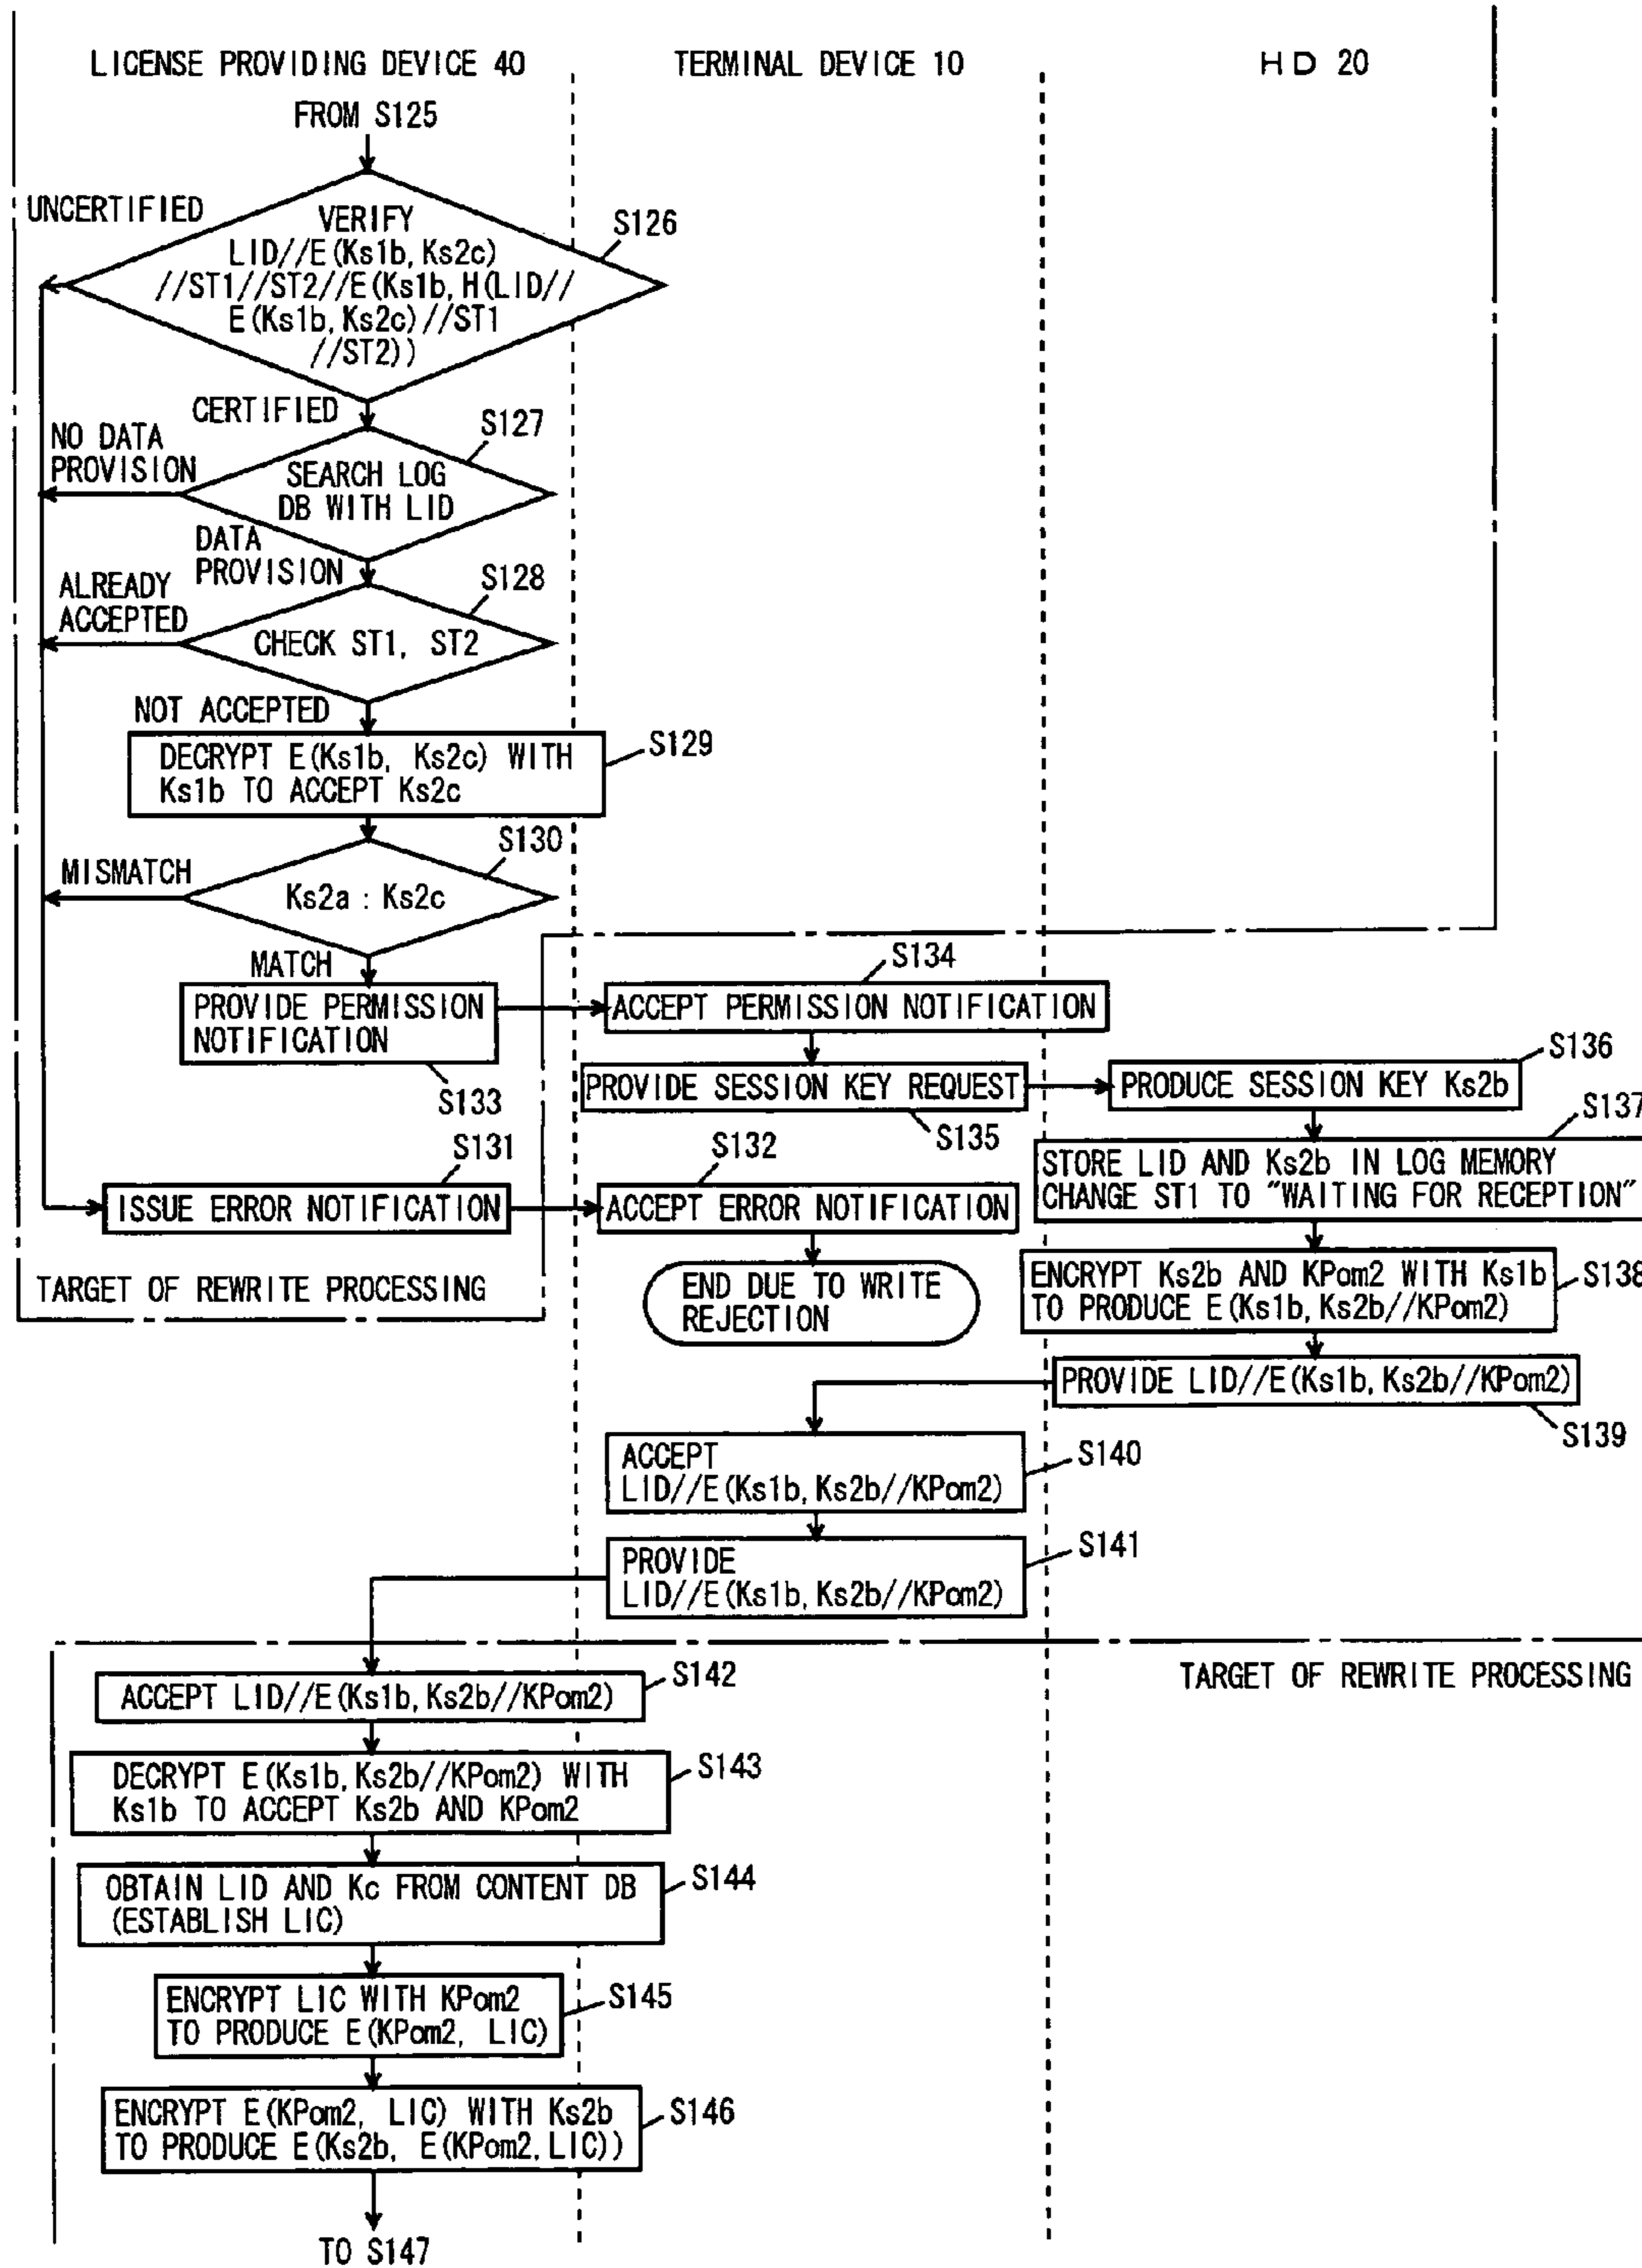 LICENSE PROVIDING DEVICE 40
TERMINAL DEVICE 10
HD 20
FROM S125
UNCERTIFIED
VERIFY
LID//E(Ks1b, Ks2c)
//ST1//ST2//E(Ks1b, H(LID//
E(Ks1b, Ks2c)//ST1
//ST2))
S126
CERTIFIED
S127
NO DATA
PROVISION
SEARCH LOG
DB WITH LID
DATA
PROVISION
S128
ALREADY
ACCEPTED
CHECK ST1, ST2
NOT ACCEPTED
DECRYPT E(Ks1b, Ks2c) WITH
Ks1b TO ACCEPT Ks2c
S129
S130
MISMATCH
Ks2a : Ks2c
MATCH
PROVIDE PERMISSION
NOTIFICATION
S133
S134
ACCEPT PERMISSION NOTIFICATION
PROVIDE SESSION KEY REQUEST
S135
S136
PRODUCE SESSION KEY Ks2b
S137
STORE LID AND Ks2b IN LOG MEMORY
CHANGE ST1 TO "WAITING FOR RECEPTION"
S131
ISSUE ERROR NOTIFICATION
S132
ACCEPT ERROR NOTIFICATION
END DUE TO WRITE
REJECTION
TARGET OF REWRITE PROCESSING
ENCRYPT Ks2b AND KPom2 WITH Ks1b
TO PRODUCE E(Ks1b, Ks2b//KPom2)
S138
PROVIDE LID//E(Ks1b, Ks2b//KPom2)
S139
ACCEPT
LID//E(Ks1b, Ks2b//KPom2)
S140
PROVIDE
LID//E(Ks1b, Ks2b//KPom2)
S141
TARGET OF REWRITE PROCESSING
ACCEPT LID//E(Ks1b, Ks2b//KPom2)
S142
DECRYPT E(Ks1b, Ks2b//KPom2) WITH
Ks1b TO ACCEPT Ks2b AND KPom2
S143
OBTAIN LID AND Kc FROM CONTENT DB
(ESTABLISH LIC)
S144
ENCRYPT LIC WITH KPom2
TO PRODUCE E(KPom2, LIC)
S145
ENCRYPT E(KPom2, LIC) WITH Ks2b
TO PRODUCE E(Ks2b, E(KPom2, LIC))
S146
TO S147